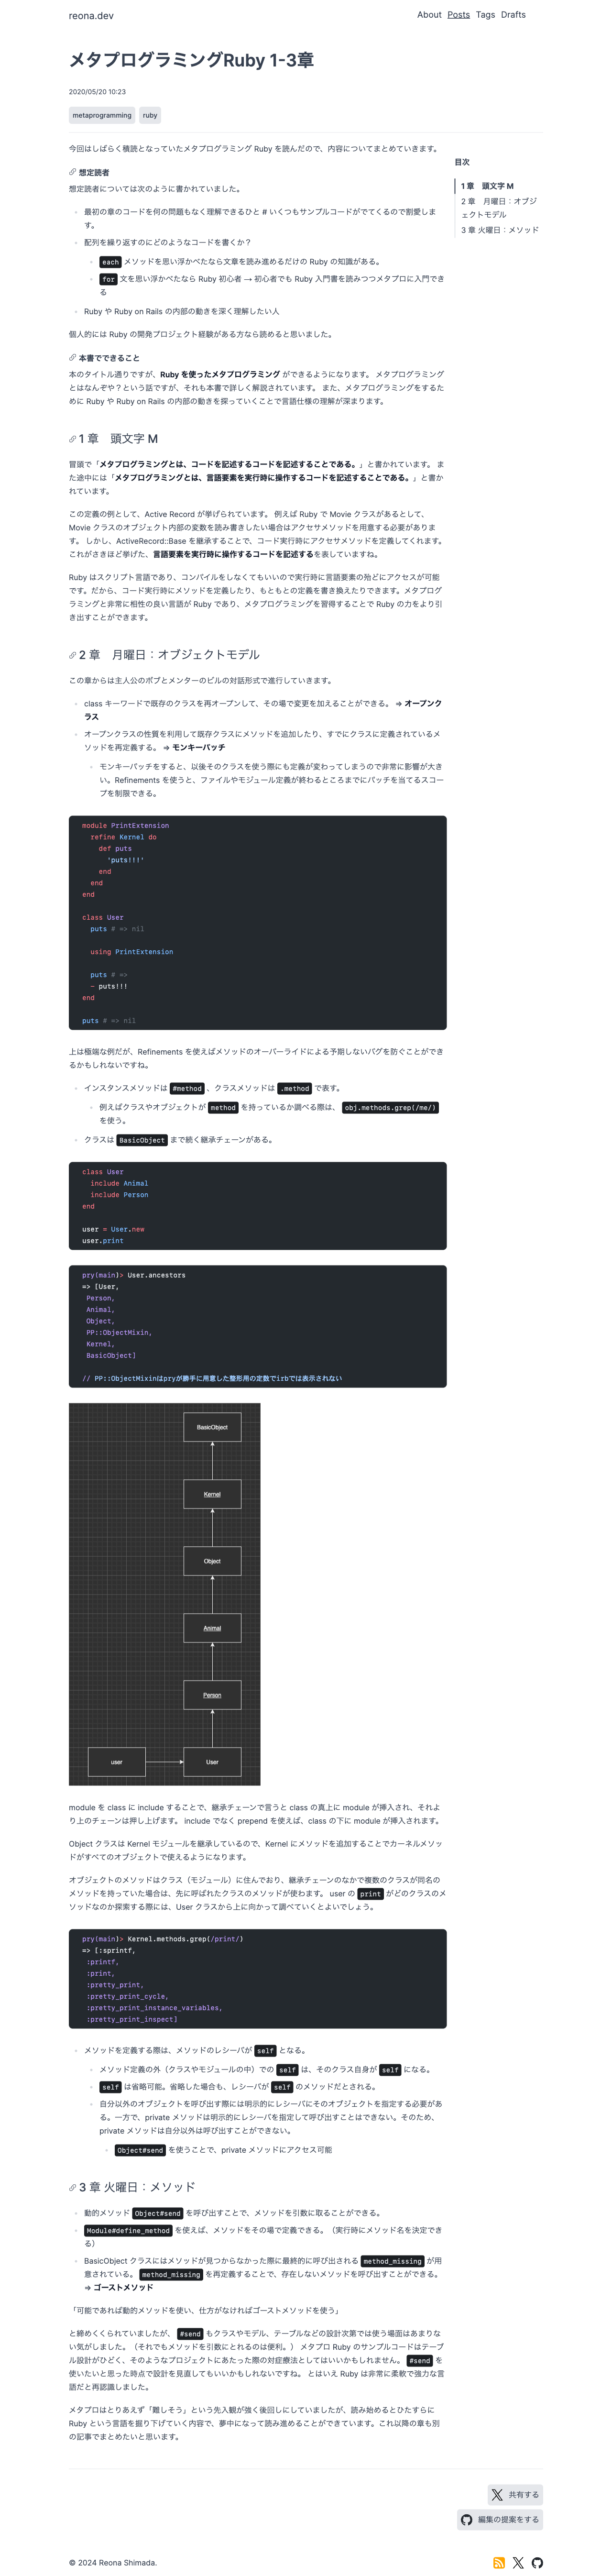 reona.dev
About Posts Tags Drafts
メタプログラミングRuby 1-3章
2020/05/20 10:23
metaprogramming ruby
今回はしばらく積読となっていたメタプログラミング Ruby を読んだので、内容についてまとめていきます。
目次
1 章　頭文字 M
2 章　月曜日：オブジ
ェクトモデル
3 章 火曜日：メソッド
想定読者
想定読者については次のように書かれていました。
最初の章のコードを何の問題もなく理解できるひと # いくつもサンプルコードがでてくるので割愛しま
す。
配列を繰り返すのにどのようなコードを書くか？
each メソッドを思い浮かべたなら文章を読み進めるだけの Ruby の知識がある。
for 文を思い浮かべたなら Ruby 初心者 → 初心者でも Ruby 入門書を読みつつメタプロに入門でき
る
Ruby や Ruby on Rails の内部の動きを深く理解したい人
個人的には Ruby の開発プロジェクト経験がある方なら読めると思いました。
本書でできること
本のタイトル通りですが、Ruby を使ったメタプログラミング ができるようになります。 メタプログラミング
とはなんぞや？という話ですが、それも本書で詳しく解説されています。 また、メタプログラミングをするた
めに Ruby や Ruby on Rails の内部の動きを探っていくことで言語仕様の理解が深まります。
1 章　頭文字 M
冒頭で「メタプログラミングとは、コードを記述するコードを記述することである。」と書かれています。 ま
た途中には「メタプログラミングとは、言語要素を実行時に操作するコードを記述することである。」と書か
れています。
この定義の例として、Active Record が挙げられています。 例えば Ruby で Movie クラスがあるとして、
Movie クラスのオブジェクト内部の変数を読み書きしたい場合はアクセサメソッドを用意する必要がありま
す。 しかし、ActiveRecord::Base を継承することで、コード実行時にアクセサメソッドを定義してくれます。
これがさきほど挙げた、言語要素を実行時に操作するコードを記述するを表していますね。
Ruby はスクリプト言語であり、コンパイルをしなくてもいいので実行時に言語要素の殆どにアクセスが可能
です。だから、コード実行時にメソッドを定義したり、もともとの定義を書き換えたりできます。メタプログ
ラミングと非常に相性の良い言語が Ruby であり、メタプログラミングを習得することで Ruby の力をより引
き出すことができます。
2 章　月曜日：オブジェクトモデル
この章からは主人公のボブとメンターのビルの対話形式で進行していきます。
class キーワードで既存のクラスを再オープンして、その場で変更を加えることができる。 ⇒ オープンク
ラス
オープンクラスの性質を利用して既存クラスにメソッドを追加したり、すでにクラスに定義されているメ
ソッドを再定義する。 ⇒ モンキーパッチ
モンキーパッチをすると、以後そのクラスを使う際にも定義が変わってしまうので非常に影響が大き
い。Refinements を使うと、ファイルやモジュール定義が終わるところまでにパッチを当てるスコー
プを制限できる。
module PrintExtension
refine Kernel do
def puts
'puts!!!'
end
end
end
class User
puts # => nil
using PrintExtension
puts # =>
~ puts!!!
end
puts # => nil
上は極端な例だが、Refinements を使えばメソッドのオーバーライドによる予期しないバグを防ぐことができ
るかもしれないですね。
インスタンスメソッドは #method 、クラスメソッドは .method で表す。
例えばクラスやオブジェクトが method を持っているか調べる際は、 obj.methods.grep(/me/)
を使う。
クラスは BasicObject まで続く継承チェーンがある。
class User
include Animal
include Person
end
user = User.new
user.print
pry(main)> User.ancestors
=> [User,
Person,
Animal,
Object,
PP::ObjectMixin,
Kernel,
BasicObject]
// PP::ObjectMixinはpryが勝手に用意した整形用の定数でirbでは表示されない
BasicObject
Kernel
Object
Animal
Person
user User
module を class に include することで、継承チェーンで言うと class の真上に module が挿入され、それよ
り上のチェーンは押し上げます。 include でなく prepend を使えば、class の下に module が挿入されます。
Object クラスは Kernel モジュールを継承しているので、Kernel にメソッドを追加することでカーネルメソッ
ドがすべてのオブジェクトで使えるようになります。
オブジェクトのメソッドはクラス（モジュール）に住んでおり、継承チェーンのなかで複数のクラスが同名の
メソッドを持っていた場合は、先に呼ばれたクラスのメソッドが使わます。 user の print がどのクラスのメ
ソッドなのか探索する際には、User クラスから上に向かって調べていくとよいでしょう。
pry(main)> Kernel.methods.grep(/print/)
=> [:sprintf,
:printf,
:print,
:pretty_print,
:pretty_print_cycle,
:pretty_print_instance_variables,
:pretty_print_inspect]
メソッドを定義する際は、メソッドのレシーバが self となる。
メソッド定義の外（クラスやモジュールの中）での self は、そのクラス自身が self になる。
self は省略可能。省略した場合も、レシーバが self のメソッドだとされる。
自分以外のオブジェクトを呼び出す際には明示的にレシーバにそのオブジェクトを指定する必要があ
る。一方で、private メソッドは明示的にレシーバを指定して呼び出すことはできない。そのため、
private メソッドは自分以外は呼び出すことができない。
Object#send を使うことで、private メソッドにアクセス可能
3 章 火曜日：メソッド
動的メソッド Object#send を呼び出すことで、メソッドを引数に取ることができる。
Module#define_method を使えば、メソッドをその場で定義できる。（実行時にメソッド名を決定でき
る）
BasicObject クラスにはメソッドが見つからなかった際に最終的に呼び出される method_missing が用
意されている。 method_missing を再定義することで、存在しないメソッドを呼び出すことができる。
⇒ ゴーストメソッド
「可能であれば動的メソッドを使い、仕方がなければゴーストメソッドを使う」
と締めくくられていましたが、 #send もクラスやモデル、テーブルなどの設計次第では使う場面はあまりな
い気がしました。（それでもメソッドを引数にとれるのは便利。） メタプロ Ruby のサンプルコードはテーブ
ル設計がひどく、そのようなプロジェクトにあたった際の対症療法としてはいいかもしれません。 #send を
使いたいと思った時点で設計を見直してもいいかもしれないですね。 とはいえ Ruby は非常に柔軟で強力な言
語だと再認識しました。
メタプロはとりあえず「難しそう」という先入観が強く後回しにしていましたが、読み始めるとひたすらに
Ruby という言語を掘り下げていく内容で、夢中になって読み進めることができています。これ以降の章も別
の記事でまとめたいと思います。
共有する
編集の提案をする
© 2024 Reona Shimada.